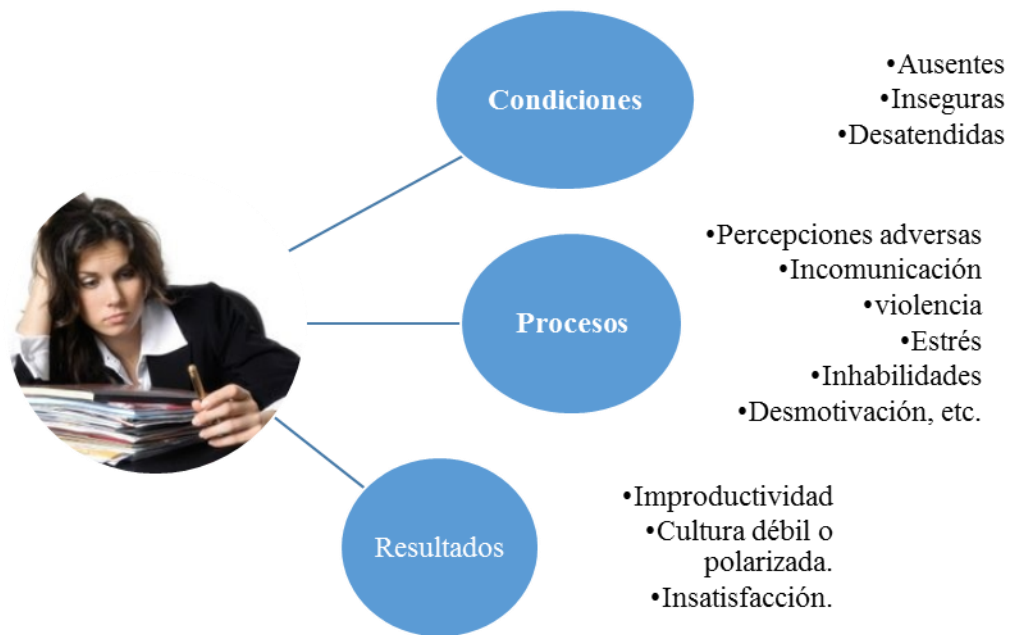 Condiciones
•Ausentes
•Inseguras
•Desatendidas
Procesos
•Percepciones adversas
•Incomunicación
•violencia
•Estrés
•Inhabilidades
•Desmotivación, etc.
Resultados
•Improductividad
•Cultura débil o
polarizada.
•Insatisfacción.